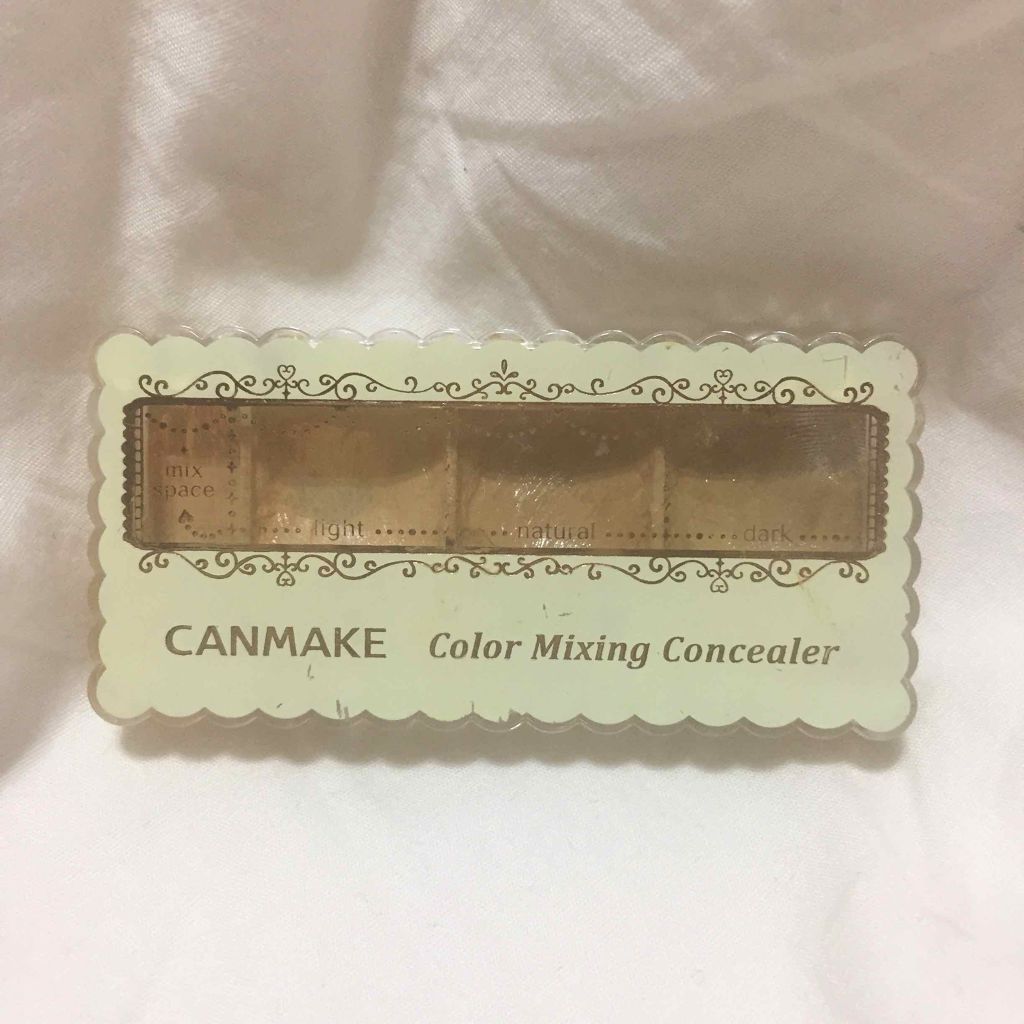 mix
space
light
natural
dark
CANMAKE Color Mixing Concealer